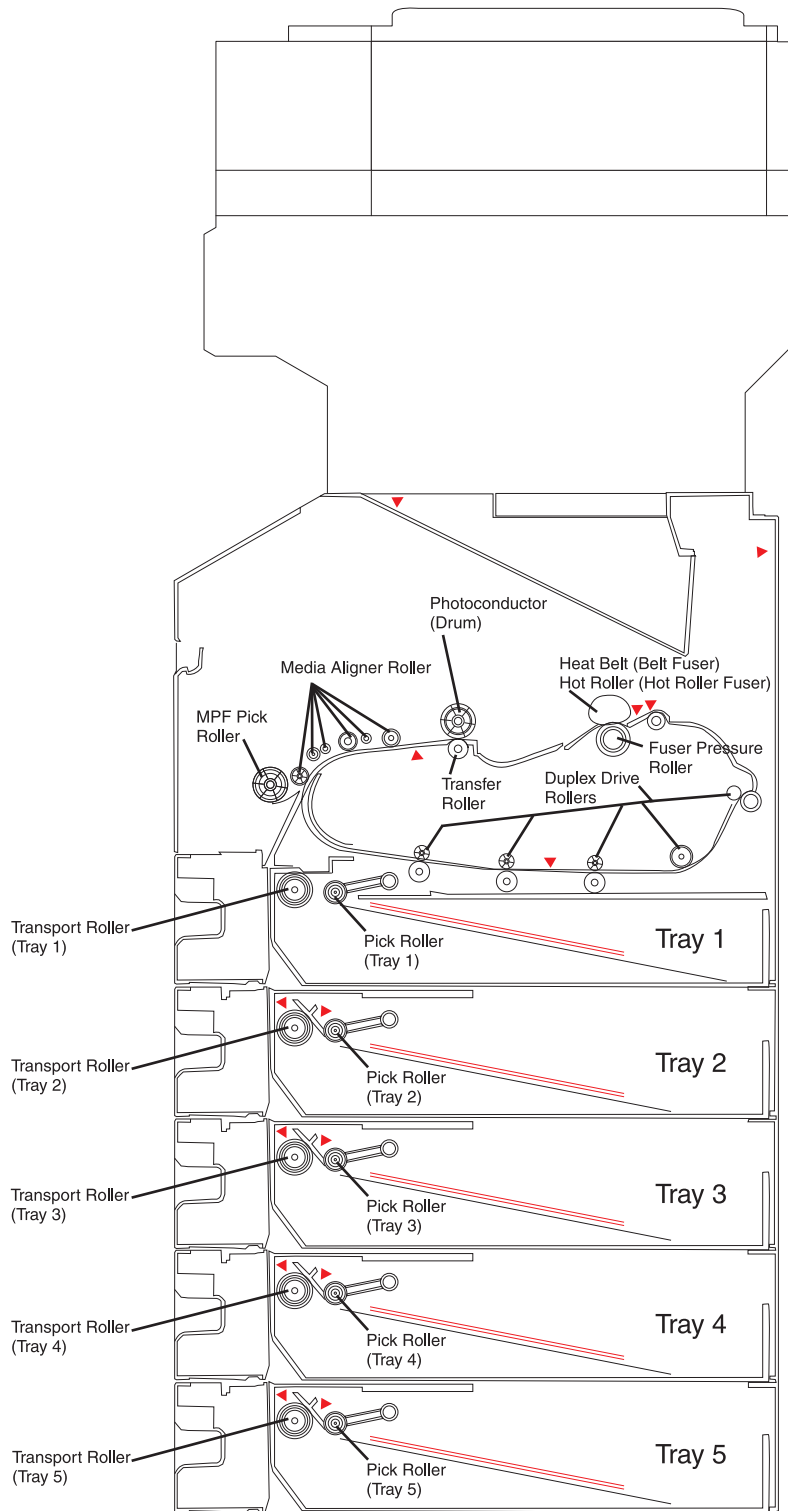 Photoconductor
(Drum)
Media Aligner Roller
Heat Belt (Belt Fuser)
Hot Roller (Hot Roller Fuser)
MPF Pick
Roller
Transfer
Roller
Fuser Pressure
Roller
Duplex Drive
Rollers
Transport Roller
(Tray 1)
Pick Roller
(Tray 1)
Tray 1
Transport Roller
(Tray 2)
Pick Roller
(Tray 2)
Tray 2
Transport Roller
(Tray 3)
Pick Roller
(Tray 3)
Tray 3
Transport Roller
(Tray 4)
Pick Roller
(Tray 4)
Tray 4
Transport Roller
(Tray 5)
Pick Roller
(Tray 5)
Tray 5